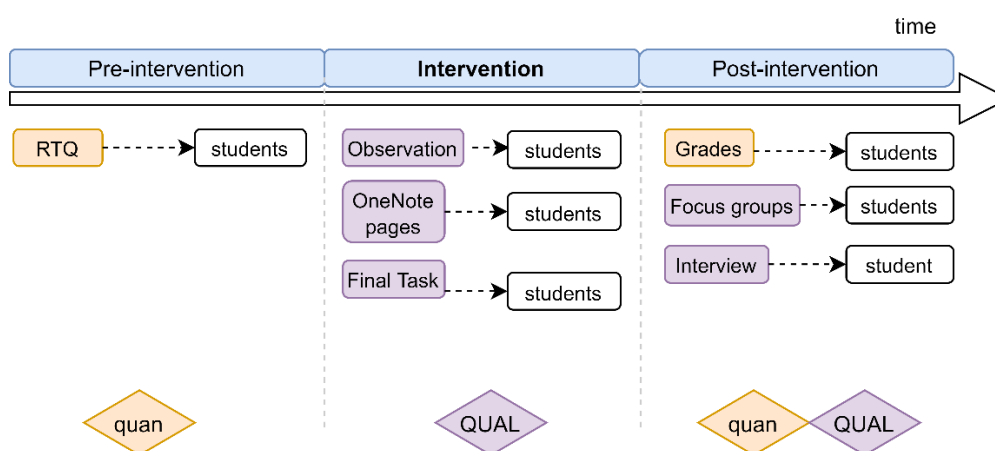 time
Pre-intervention
Intervention
Post-intervention
RTQ
students
Observation
students
Grades
students
OneNote
pages
students
Focus groups
students
Final Task
students
Interview
student
quan
QUAL
quan
QUAL